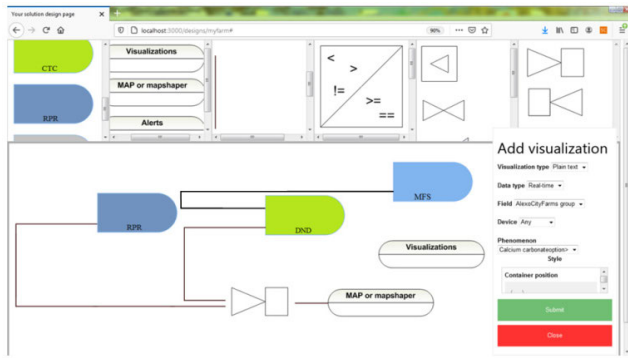 Your solution design page
localhost:3000/designs/myfarm#
90%
CTC
RPR
Visualizations
MAP or mapshaper
Alerts
<
>
!=
>=
==
Add visualization
Visualization type Plain text
Data type Real-time
Field AlexsCityFarms group
Device Any
Phenomenon
Calcium carbonateoption>
Style
Container position
Submit
Close
MFS
RPR
DND
Visualizations
MAP or mapshaper